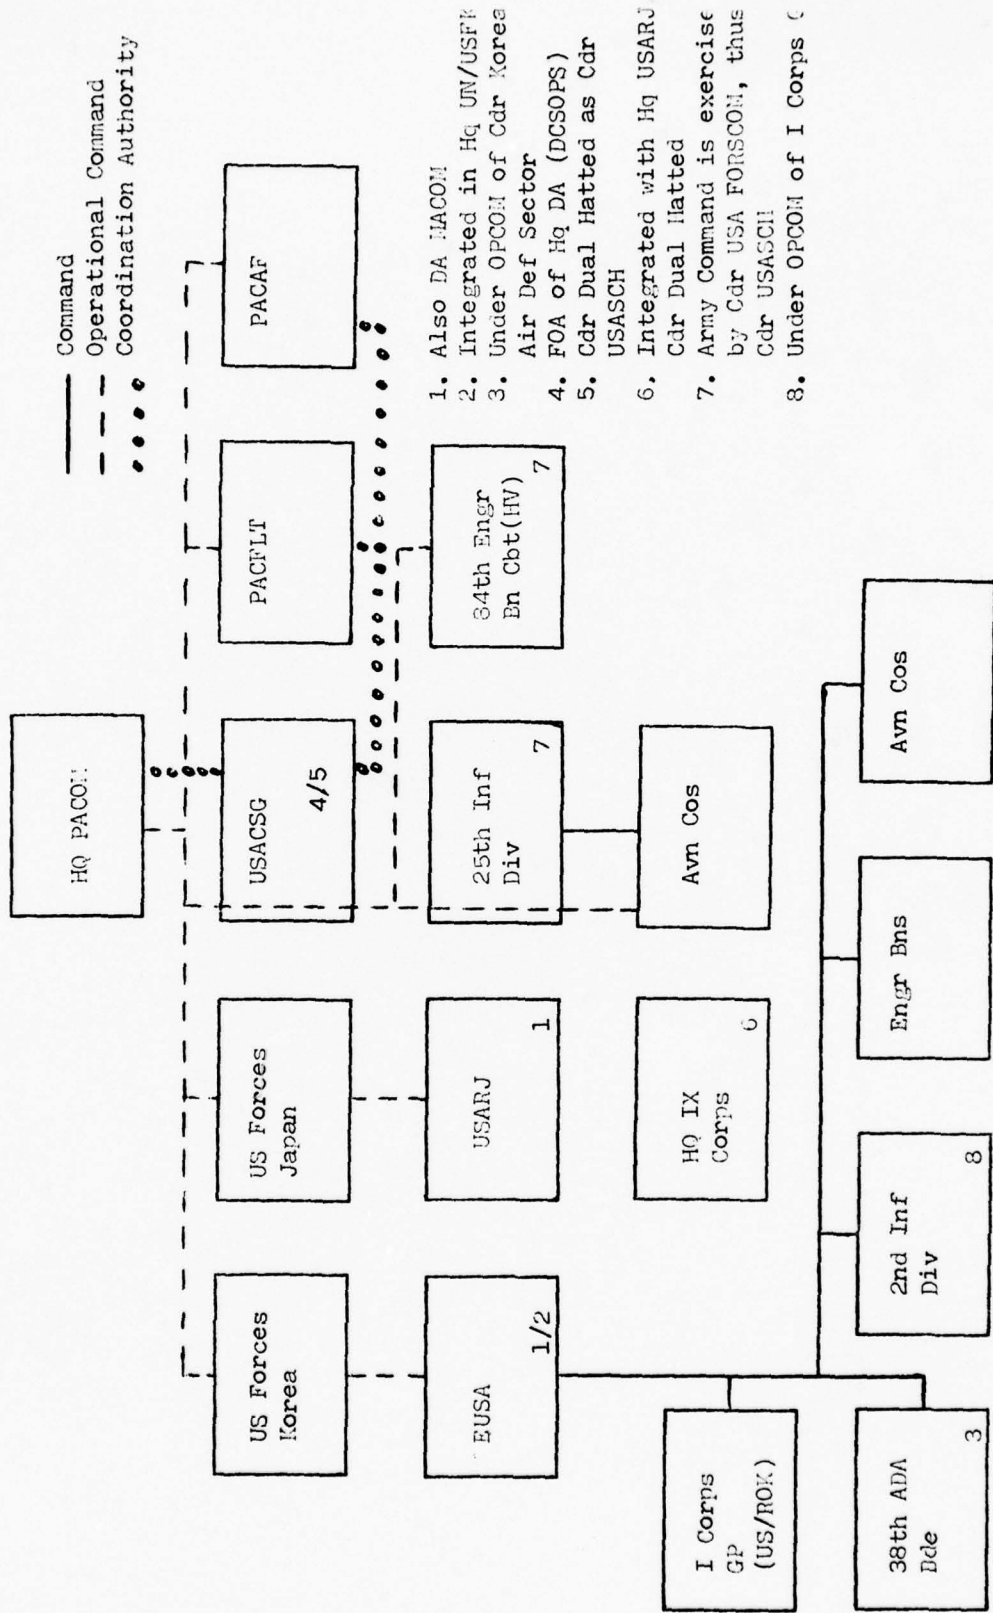 Command
Operational Command
Coordination Authority
HQ PACOM
US Forces
Korea
US Forces
Japan
USACSG
4/5
PACFLT
PACAF
EUSA
1/2
USARJ
1
25th Inf
Div
7
84th Engr
Bn Cbt(HV)
7
HQ IX
Corps
6
Avn Cos
I Corps
GP
(US/ROK)
38th ADA
Bde
3
2nd Inf
Div
8
Engr Bns
Avn Cos
1. Also DA MACOM
2. Integrated in Hq UN/USFK
3. Under OPCOM of Cdr Korea
Air Def Sector
4. FOA of Hq DA (DCSOPS)
5. Cdr Dual Hatted as Cdr
USASCH
6. Integrated with Hq USARJ
Cdr Dual Hatted
7. Army Command is exercise
by Cdr USA FORSCOM, thus
Cdr USASCH
8. Under OPCOM of I Corps